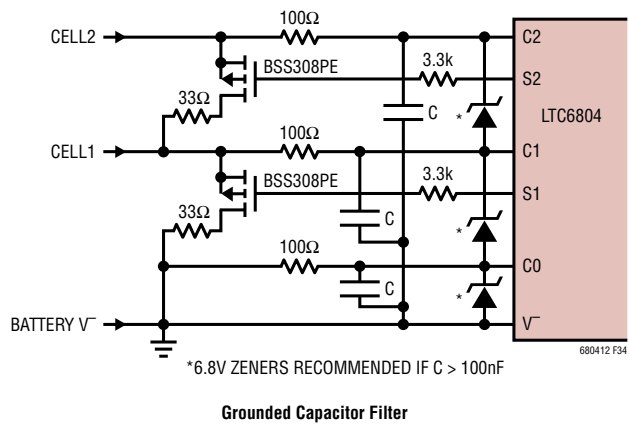 CELL2
100Ω
C2
BSS308PE
3.3k
S2
33Ω
C
*
LTC6804
CELL1
100Ω
C1
BSS308PE
3.3k
S1
33Ω
C
*
100Ω
C0
C
*
BATTERY V–
V–
680412 F34
*6.8V ZENERS RECOMMENDED IF C > 100nF
Grounded Capacitor Filter